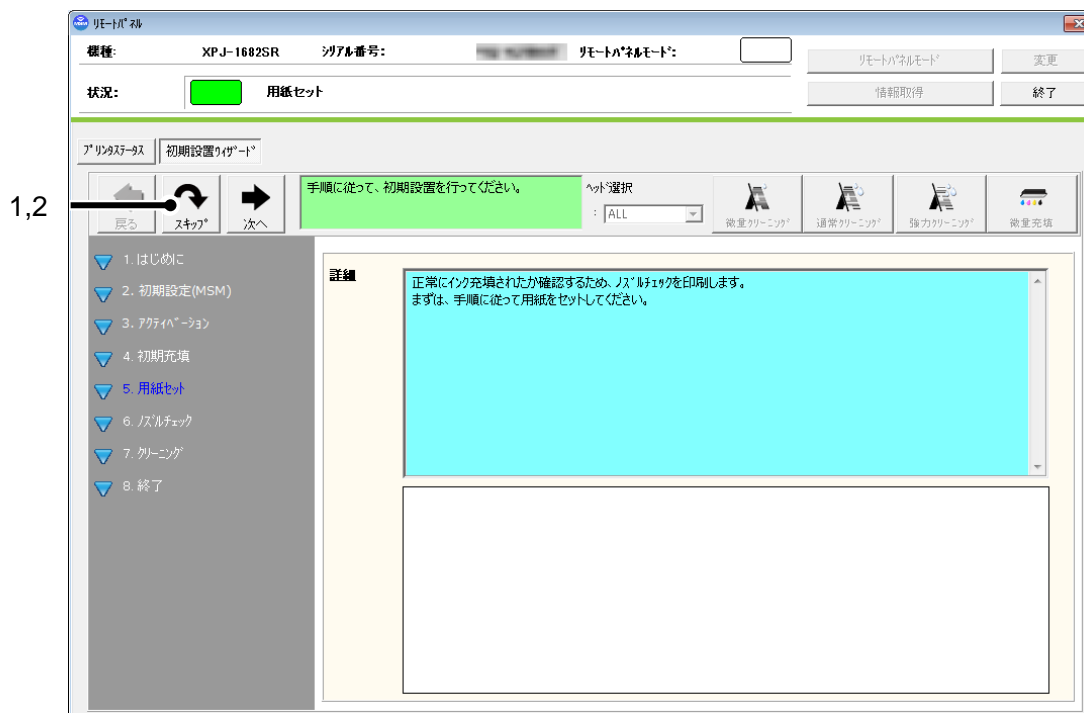 リモートパネル
機種: XPJ-1682SR シリアル番号: リモートパネルモード:
リモートパネルモード 変更
状況: 用紙セット
情報取得 終了
プリンタステータス 初期設置ウィザード
1,2
戻る スキップ 次へ
手順に従って、初期設置を行ってください。
ヘッド選択
: ALL
微量クリーニング 通常クリーニング 強力クリーニング 微量充填
1. はじめに
2. 初期設定(MSM)
3. アクティベーション
4. 初期充填
5. 用紙セット
6. ノズルチェック
7. クリーニング
8. 終了
詳細
正常にインク充填されたか確認するため、ノズルチェックを印刷します。
まずは、手順に従って用紙をセットしてください。